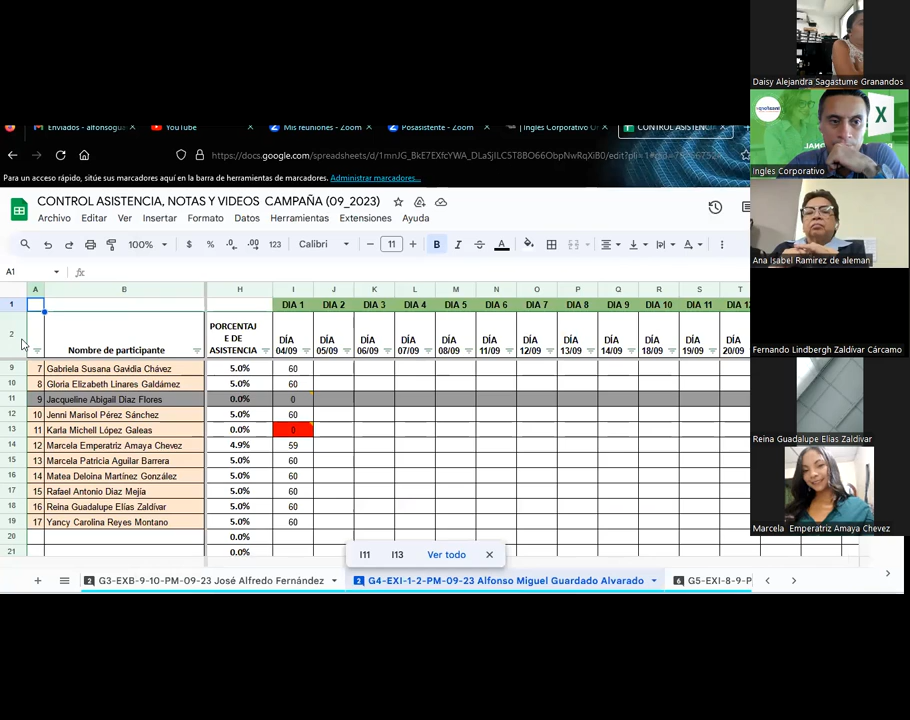 Enviados - alfonsogu
YouTube
Mis reuniones - Zoom
Posasistente - Zoom
Ingles Corporativo
CONTROL ASISTENCIA
Para un acceso rápido, sitúe sus marcadores aquí en la barra de herramientas de marcadores. Administrar marcadores...
CONTROL ASISTENCIA, NOTAS Y VIDEOS CAMPAÑA (09_2023)
Archivo Editar Ver Insertar Formato Datos Herramientas Extensiones Ayuda
100% $ % .0 .00 123 Calibri 11 B I S A
A1 fx
A B H I J K L M N O P Q R S T
1 DIA 1 DIA 2 DIA 3 DIA 4 DIA 5 DIA 6 DIA 7 DIA 8 DIA 9 DIA 10 DIA 11 DIA 1
2 Nombre de participante PORCENTAJ E DE ASISTENCIA DÍA 04/09 DÍA 05/09 DÍA 06/09 DÍA 07/09 DÍA 08/09 DÍA 11/09 DÍA 12/09 DÍA 13/09 DÍA 14/09 DÍA 18/09 DÍA 19/09 DÍA 20/09
9 7 Gabriela Susana Gavidia Chávez 5.0% 60
10 8 Gloria Elizabeth Linares Galdámez 5.0% 60
11 9 Jacqueline Abigail Díaz Flores 0.0% 0
12 10 Jenni Marisol Pérez Sánchez 5.0% 60
13 11 Karla Michell López Galeas 0.0% 0
14 12 Marcela Emperatriz Amaya Chevez 4.9% 59
15 13 Marcela Patricia Aguilar Barrera 5.0% 60
16 14 Matea Deloina Martínez González 5.0% 60
17 15 Rafael Antonio Díaz Mejía 5.0% 60
18 16 Reina Guadalupe Elías Zaldívar 5.0% 60
19 17 Yancy Carolina Reyes Montano 5.0% 60
20 0.0%
21 0.0%
I11 I13 Ver todo
2 G3-EXB-9-10-PM-09-23 José Alfredo Fernández
2 G4-EXI-1-2-PM-09-23 Alfonso Miguel Guardado Alvarado
6 G5-EXI-8-9-P
Daisy Alejandra Sagastume Granandos
Ingles Corporativo
Ana Isabel Ramirez de aleman
Fernando Lindbergh Zaldívar Cárcamo
Reina Guadalupe Elías Zaldívar
Marcela Emperatriz Amaya Chevez